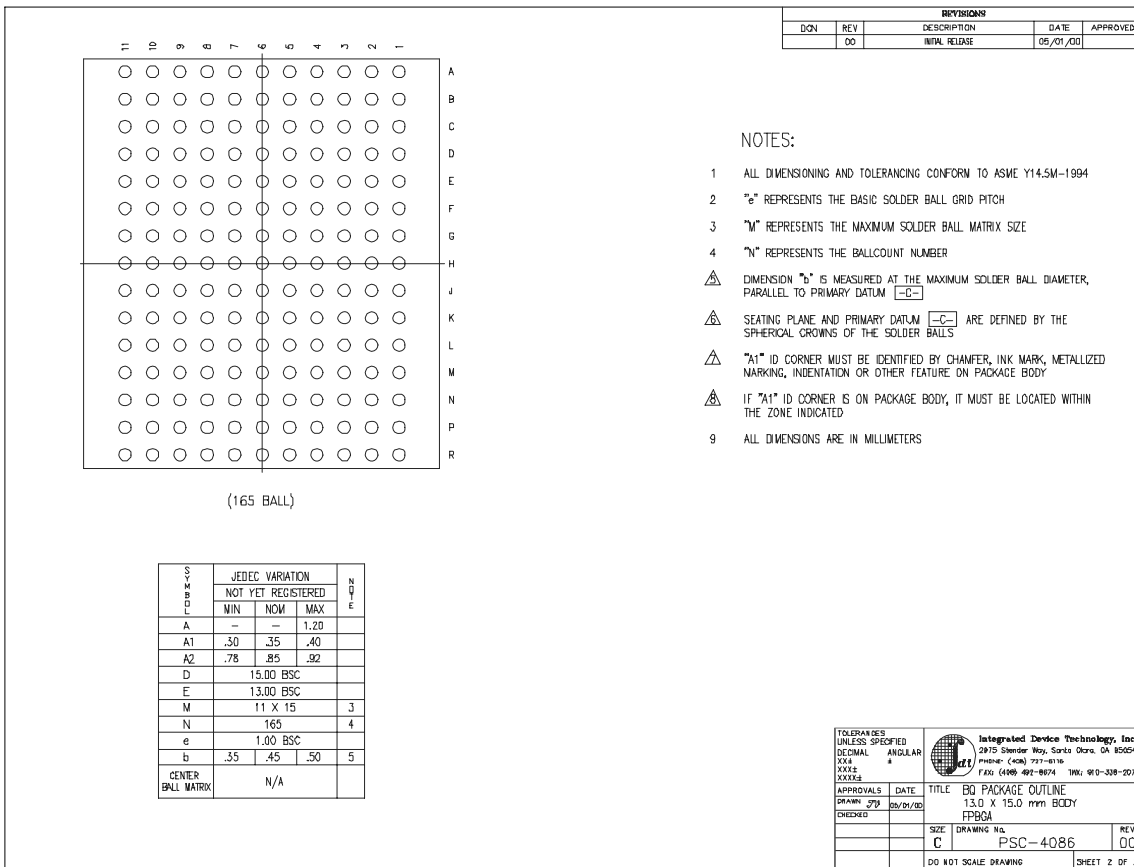 REVISIONS
DCN REV DESCRIPTION DATE APPROVED
00 INITIAL RELEASE 05/01/00
11 10 9 8 7 6 5 4 3 2 1
A
B
C
D
E
F
G
H
J
K
L
M
N
P
R
(165 BALL)
NOTES:
1 ALL DIMENSIONING AND TOLERANCING CONFORM TO ASME Y14.5M-1994
2 "e" REPRESENTS THE BASIC SOLDER BALL GRID PITCH
3 "M" REPRESENTS THE MAXIMUM SOLDER BALL MATRIX SIZE
4 "N" REPRESENTS THE BALLCOUNT NUMBER
5 DIMENSION "b" IS MEASURED AT THE MAXIMUM SOLDER BALL DIAMETER,
PARALLEL TO PRIMARY DATUM -C-
6 SEATING PLANE AND PRIMARY DATUM -C- ARE DEFINED BY THE
SPHERICAL CROWNS OF THE SOLDER BALLS
7 "A1" ID CORNER MUST BE IDENTIFIED BY CHAMFER, INK MARK, METALLIZED
MARKING, INDENTATION OR OTHER FEATURE ON PACKAGE BODY
8 IF "A1" ID CORNER IS ON PACKAGE BODY, IT MUST BE LOCATED WITHIN
THE ZONE INDICATED
9 ALL DIMENSIONS ARE IN MILLIMETERS
SYMBOL JEDEC VARIATION NOTE
NOT YET REGISTERED
MIN NOM MAX
A - - 1.20
A1 .30 .35 .40
A2 .78 .85 .92
D 15.00 BSC
E 13.00 BSC
M 11 X 15 3
N 165 4
e 1.00 BSC
b .35 .45 .50 5
CENTER
BALL MATRIX N/A
TOLERANCES
UNLESS SPECIFIED
DECIMAL ANGULAR
XX± ±
XXX±
XXXX±
idt
Integrated Device Technology, Inc
2975 Stender Way, Santa Clara, CA 95054
PHONE: (408) 727-6116
FAX: (408) 492-8674 TWX: 910-338-207
APPROVALS DATE
DRAWN 05/01/00
CHECKED
TITLE BQ PACKAGE OUTLINE
13.0 X 15.0 mm BODY
FPBGA
SIZE DRAWING No. REV
C PSC-4086 00
DO NOT SCALE DRAWING SHEET 2 OF